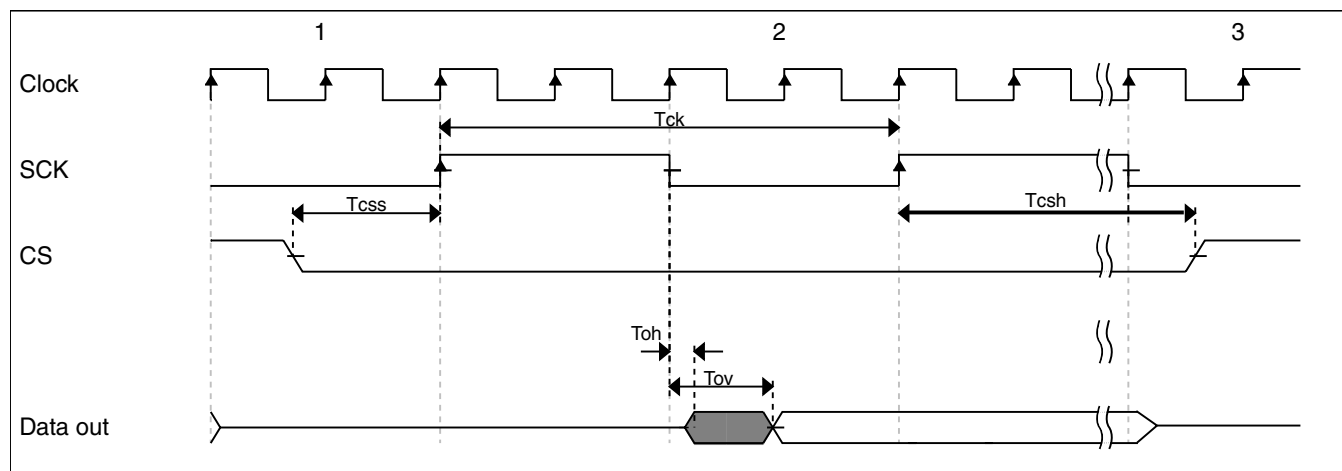 1 2 3
Clock
Tck
SCK
Tcss Tcsh
CS
Toh
Tov
Data out